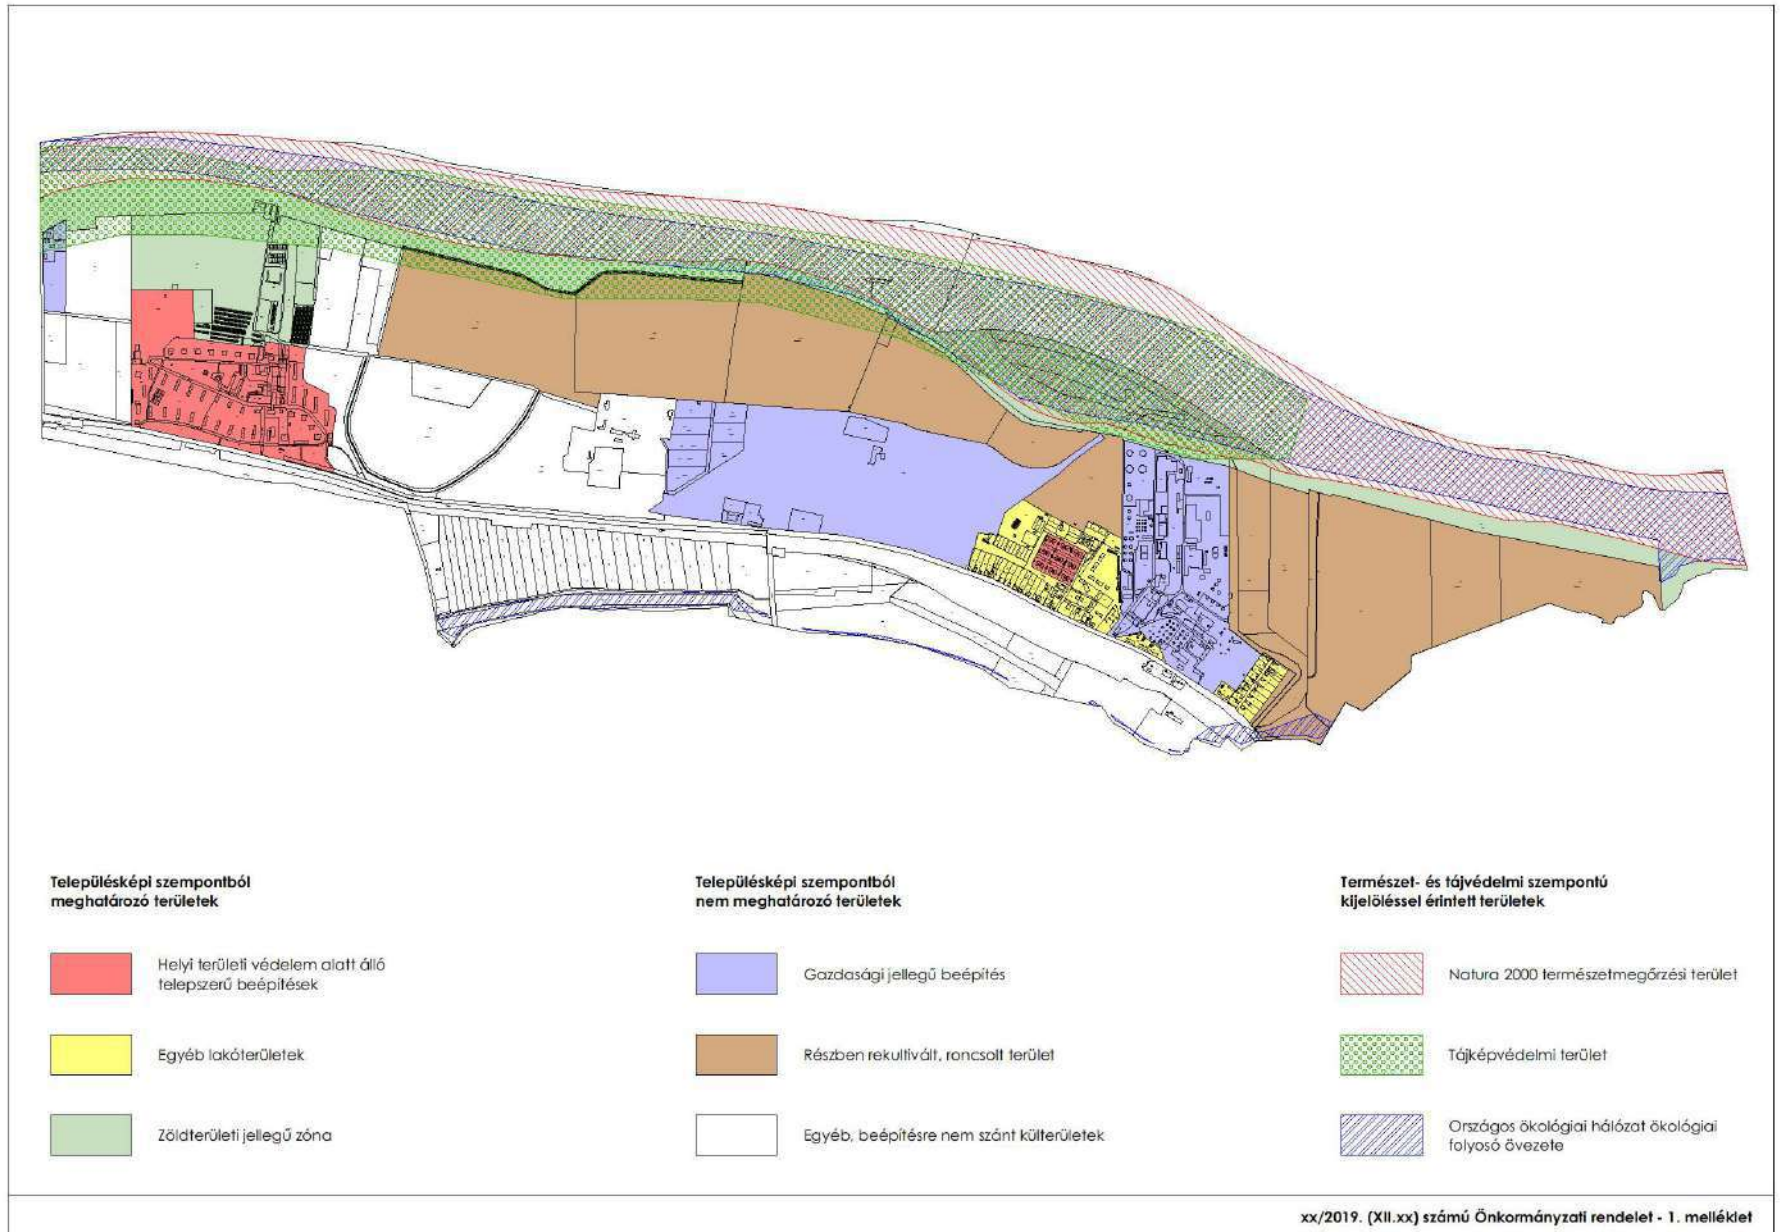 Településképi szempontból
meghatározó területek
Helyi területi védelem alatt álló
telepszerű beépítések
Egyéb lakóterületek
Zöldterületi jellegű zóna
Településképi szempontból
nem meghatározó területek
Gazdasági jellegű beépítés
Részben rekultivált, roncsolt terület
Egyéb, beépítésre nem szánt külterületek
Természet- és tájvédelmi szempontú
kijelöléssel érintett területek
Natura 2000 természetmegőrzési terület
Tájképvédelmi terület
Országos ökológiai hálózat ökológiai
folyosó övezete
xx/2019. (XII.xx) számú Önkormányzati rendelet - 1. melléklet